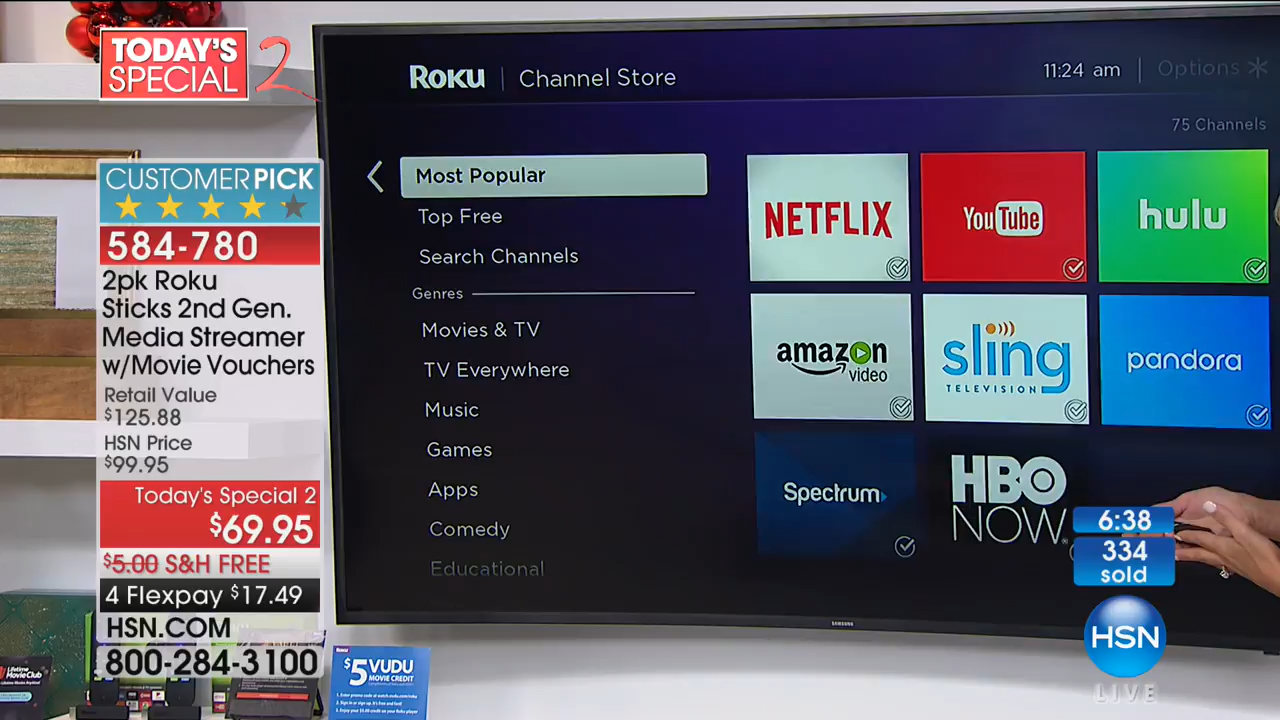 TODAY'S
SPECIAL 2
CUSTOMER PICK
584-780
2pk Roku
Sticks 2nd Gen.
Media Streamer
w/Movie Vouchers
Retail Value
$125.88
HSN Price
$99.95
Today's Special 2
$69.95
$5.00 S&H FREE
4 Flexpay $17.49
HSN.COM
800-284-3100
ROKU | Channel Store
11:24 am | Options
75 Channels
Most Popular
Top Free
Search Channels
Genres
Movies & TV
TV Everywhere
Music
Games
Apps
Comedy
Educational
NETFLIX
YouTube
hulu
amazon
video
sling
TELEVISION
pandora
Spectrum
HBO
NOW
SAMSUNG
6:38
334
sold
HSN
LIVE
Lifetime
MovieClub
Roku
$5 VUDU
MOVIE CREDIT